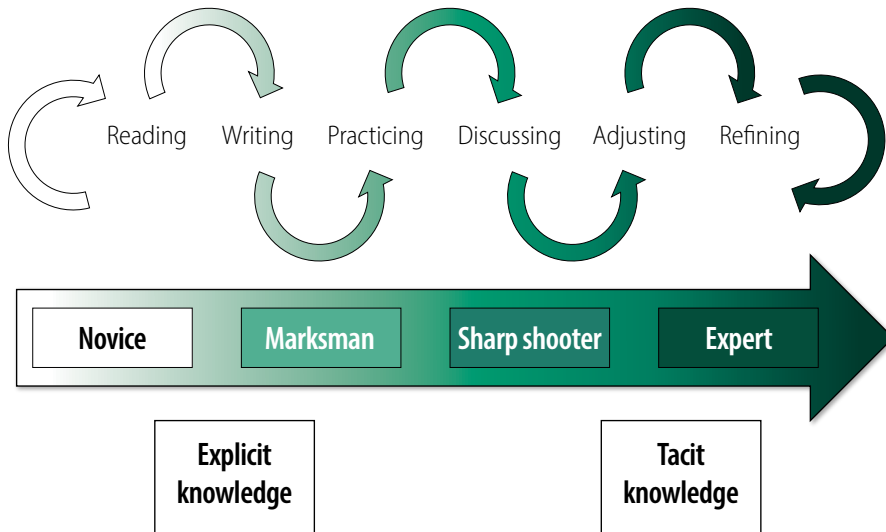 Reading Writing Practicing Discussing Adjusting Refining
Novice Marksman Sharp shooter Expert
Explicit
knowledge
Tacit
knowledge